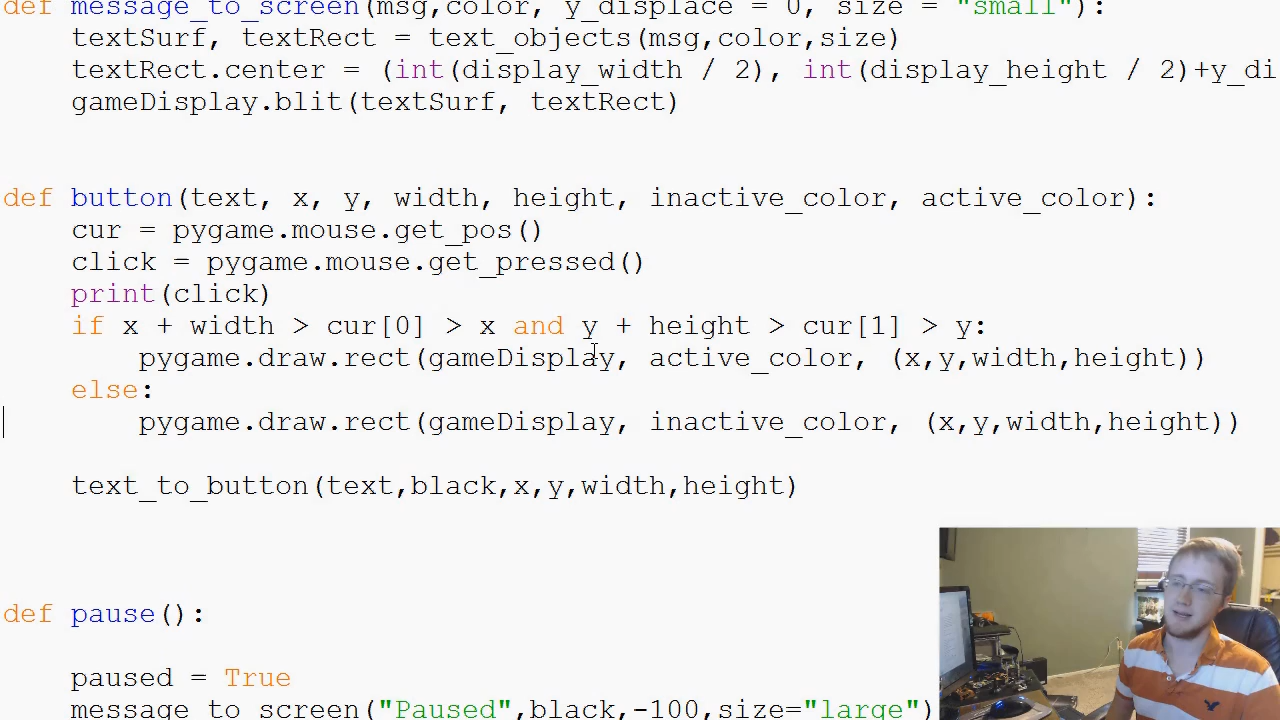 def message_to_screen(msg,color, y_displace = 0, size = "small"):
    textSurf, textRect = text_objects(msg,color,size)
    textRect.center = (int(display_width / 2), int(display_height / 2)+y_di
    gameDisplay.blit(textSurf, textRect)
def button(text, x, y, width, height, inactive_color, active_color):
    cur = pygame.mouse.get_pos()
    click = pygame.mouse.get_pressed()
    print(click)
    if x + width > cur[0] > x and y + height > cur[1] > y:
        pygame.draw.rect(gameDisplay, active_color, (x,y,width,height))
    else:
        pygame.draw.rect(gameDisplay, inactive_color, (x,y,width,height))
    text_to_button(text,black,x,y,width,height)
def pause():
    paused = True
    message_to_screen("Paused",black,-100,size="large")